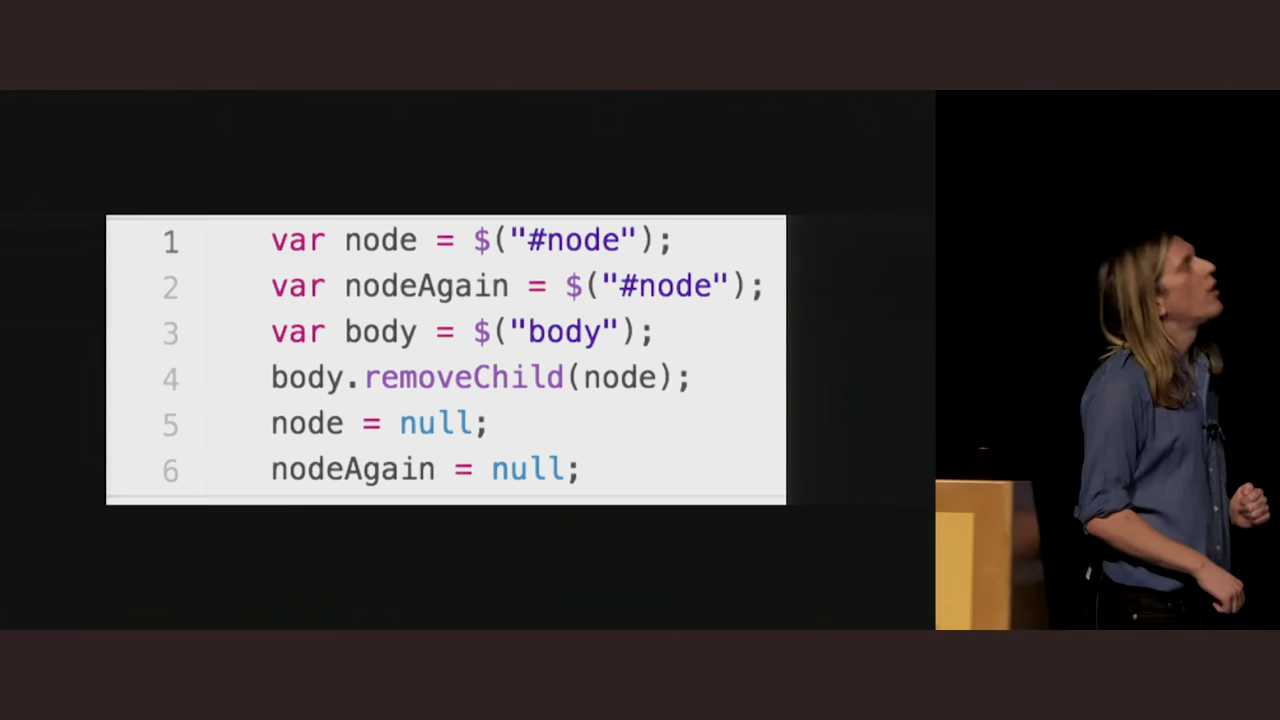 1 var node = $("#node");
2 var nodeAgain = $("#node");
3 var body = $("body");
4 body.removeChild(node);
5 node = null;
6 nodeAgain = null;